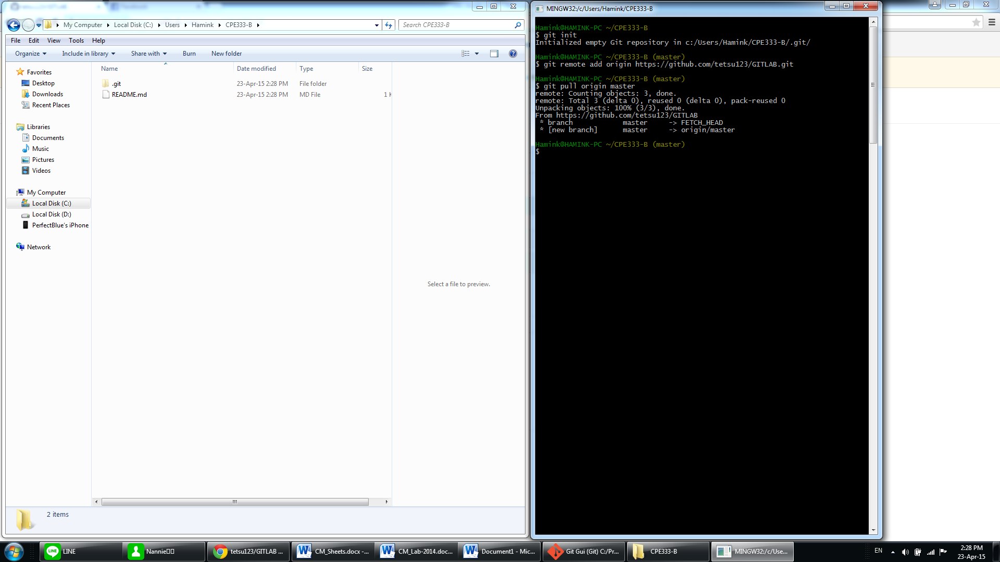 My Computer Local Disk (C:) Users Hamink CPE333-B
Search CPE333-B
File Edit View Tools Help
Organize Include in library Share with Burn New folder
Favorites
Desktop
Downloads
Recent Places
Libraries
Documents
Music
Pictures
Videos
My Computer
Local Disk (C:)
Local Disk (D:)
PerfectBlue's iPhone
Network
Name Date modified Type Size
.git 23-Apr-15 2:28 PM File folder
README.md 23-Apr-15 2:28 PM MD File 1 K
Select a file to preview.
2 items
MINGW32:/c/Users/Hamink/CPE333-B
Hamink@HAMINK-PC ~/CPE333-B
$ git init
Initialized empty Git repository in c:/Users/Hamink/CPE333-B/.git/
Hamink@HAMINK-PC ~/CPE333-B (master)
$ git remote add origin https://github.com/tetsu123/GITLAB.git
Hamink@HAMINK-PC ~/CPE333-B (master)
$ git pull origin master
remote: Counting objects: 3, done.
remote: Total 3 (delta 0), reused 0 (delta 0), pack-reused 0
Unpacking objects: 100% (3/3), done.
From https://github.com/tetsu123/GITLAB
* branch master -> FETCH_HEAD
* [new branch] master -> origin/master
Hamink@HAMINK-PC ~/CPE333-B (master)
$
LINE
Nannie
tetsu123/GITLAB ...
CM_Sheets.docx -...
CM_Lab-2014.doc...
Document1 - Mic...
Git Gui (Git) C:/Pr...
CPE333-B
MINGW32:/c/Use...
EN
2:28 PM
23-Apr-15